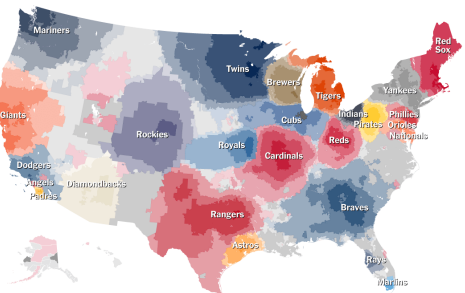 Mariners
Red
Sox
Twins
Brewers
Yankees
Tigers
Giants
Indians
Phillies
Cubs
Pirates
Orioles
Rockies
Nationals
Reds
Royals
Cardinals
Dodgers
Angels
Diamondbacks
Padres
Braves
Rangers
Astros
Rays
Marlins